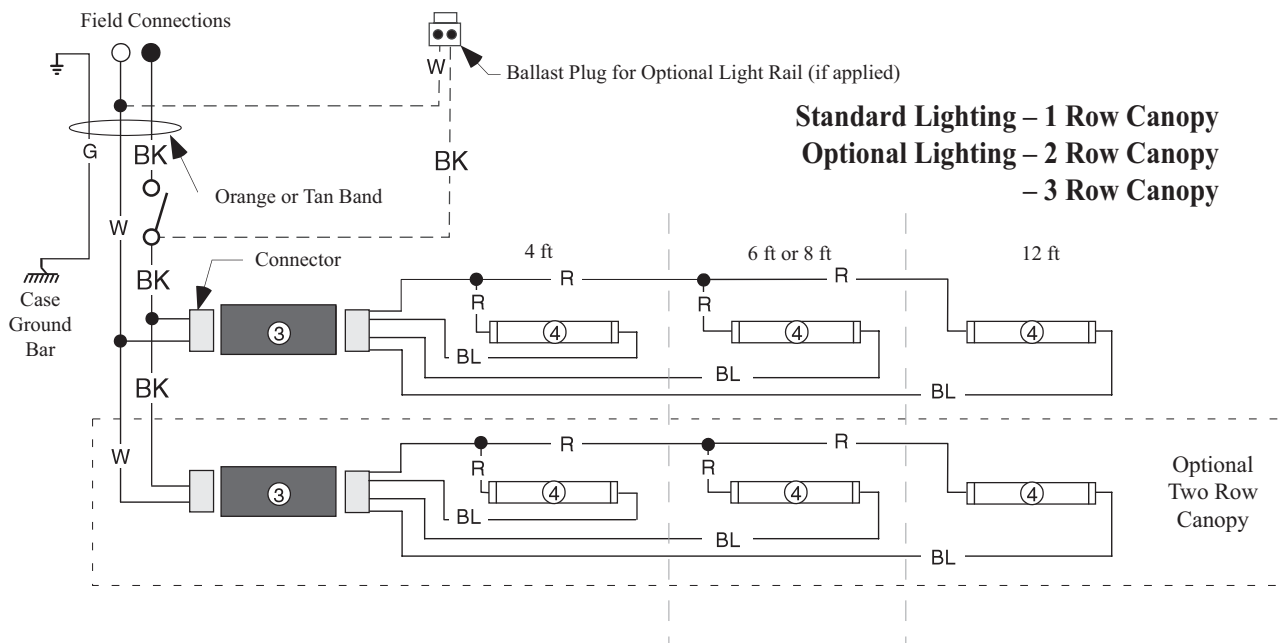 Field Connections
W
Ballast Plug for Optional Light Rail (if applied)
Standard Lighting – 1 Row Canopy
Optional Lighting – 2 Row Canopy
– 3 Row Canopy
G
BK
BK
Orange or Tan Band
W
Connector
4 ft
6 ft or 8 ft
12 ft
BK
R
R
Case
Ground
Bar
R
R
3
4
4
4
BL
BL
BL
BK
W
R
R
R
R
3
4
4
4
BL
BL
BL
Optional
Two Row
Canopy